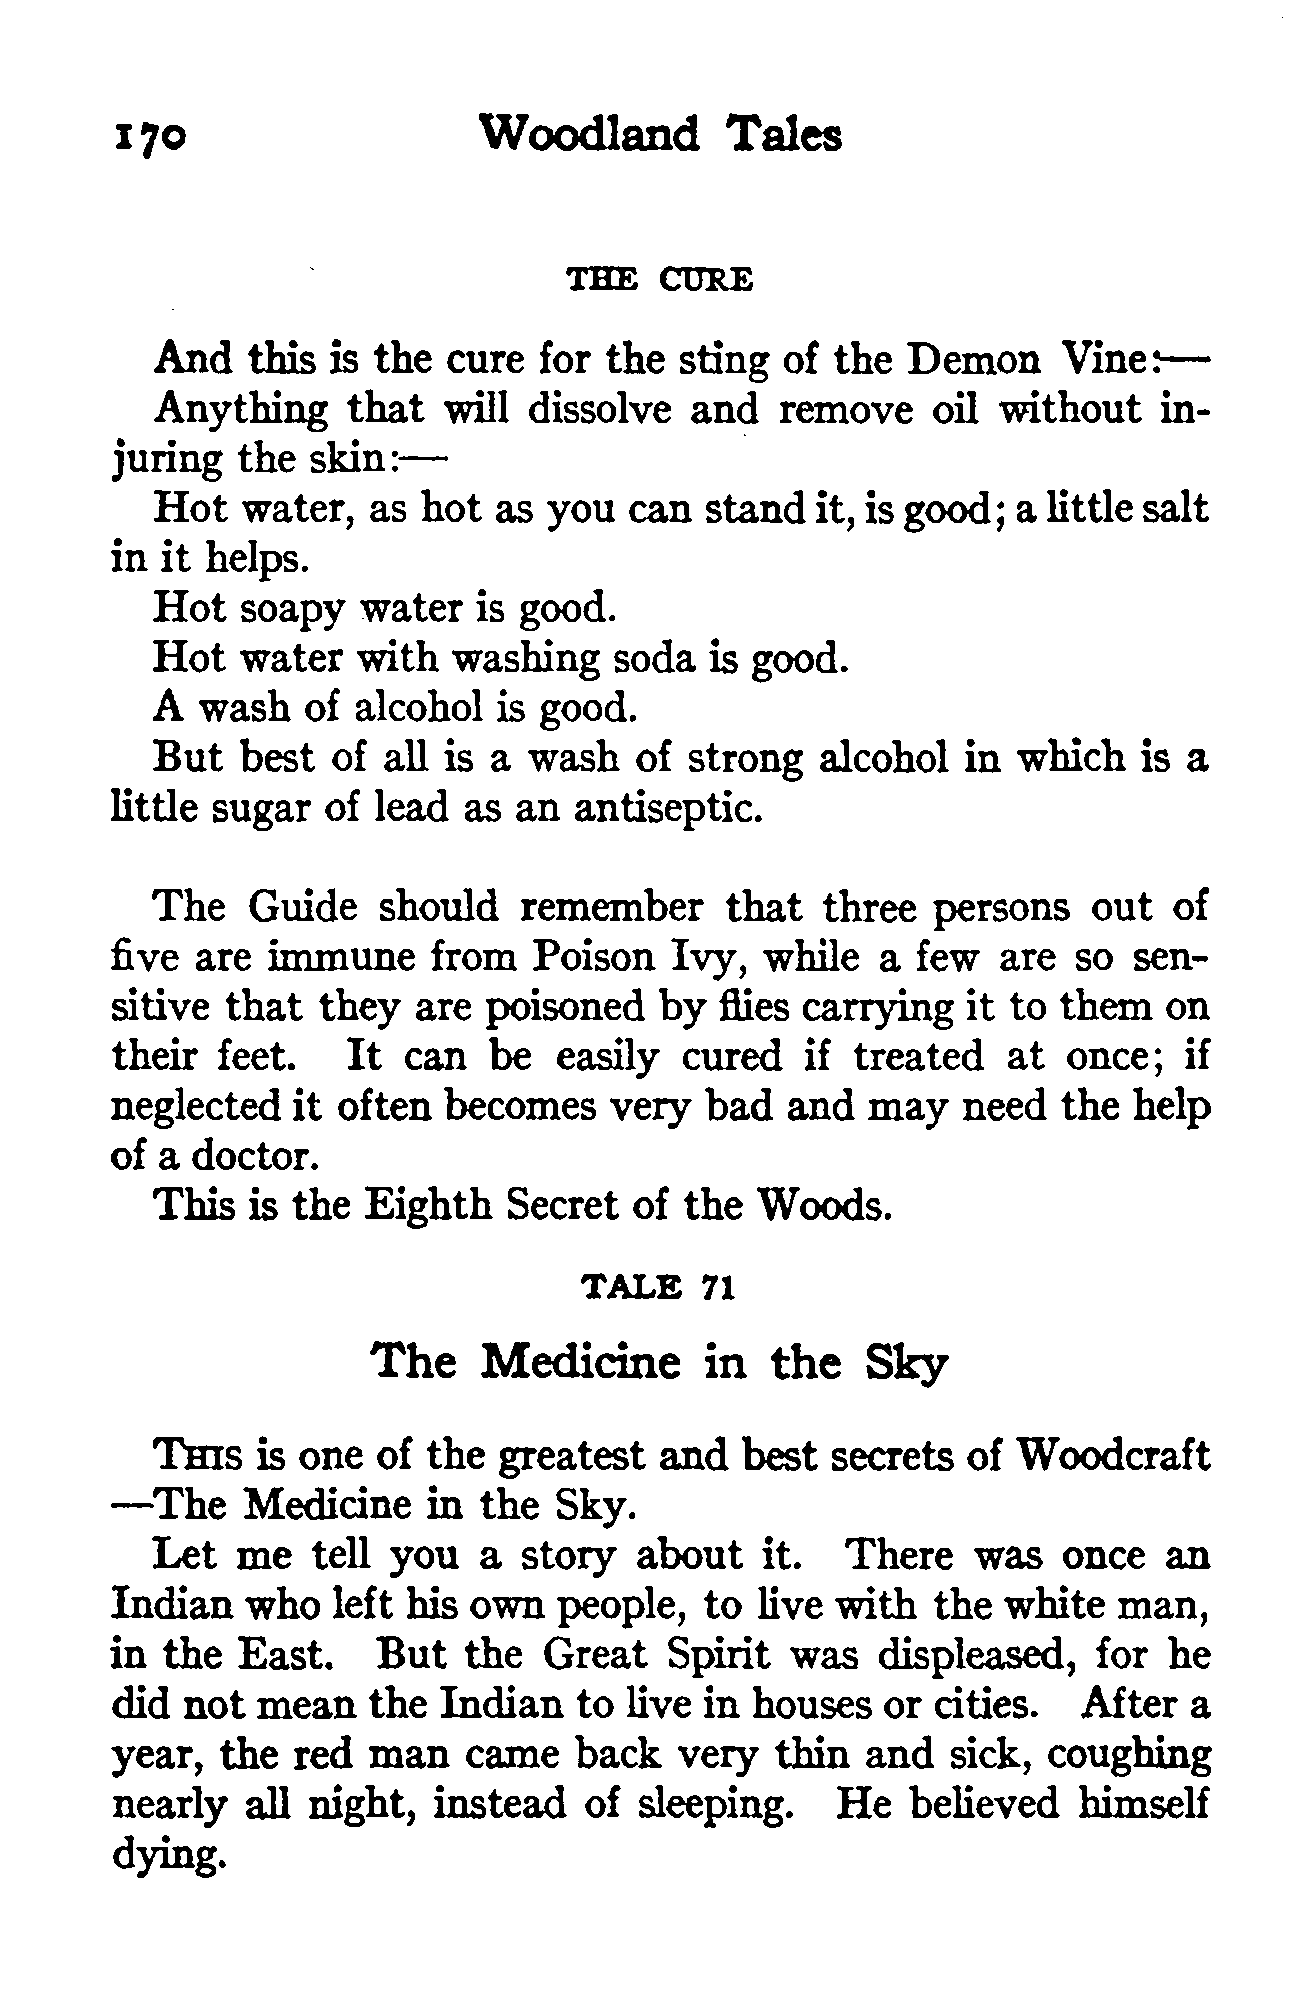 170 Woodland Tales
THE CURE
And this is the cure for the sting of the Demon Vine:—
Anything that will dissolve and remove oil without in-
juring the skin:—
Hot water, as hot as you can stand it, is good; a little salt
in it helps.
Hot soapy water is good.
Hot water with washing soda is good.
A wash of alcohol is good.
But best of all is a wash of strong alcohol in which is a
little sugar of lead as an antiseptic.
The Guide should remember that three persons out of
five are immune from Poison Ivy, while a few are so sen-
sitive that they are poisoned by flies carrying it to them on
their feet. It can be easily cured if treated at once; if
neglected it often becomes very bad and may need the help
of a doctor.
This is the Eighth Secret of the Woods.
TALE 71
The Medicine in the Sky
THIS is one of the greatest and best secrets of Woodcraft
—The Medicine in the Sky.
Let me tell you a story about it. There was once an
Indian who left his own people, to live with the white man,
in the East. But the Great Spirit was displeased, for he
did not mean the Indian to live in houses or cities. After a
year, the red man came back very thin and sick, coughing
nearly all night, instead of sleeping. He believed himself
dying.